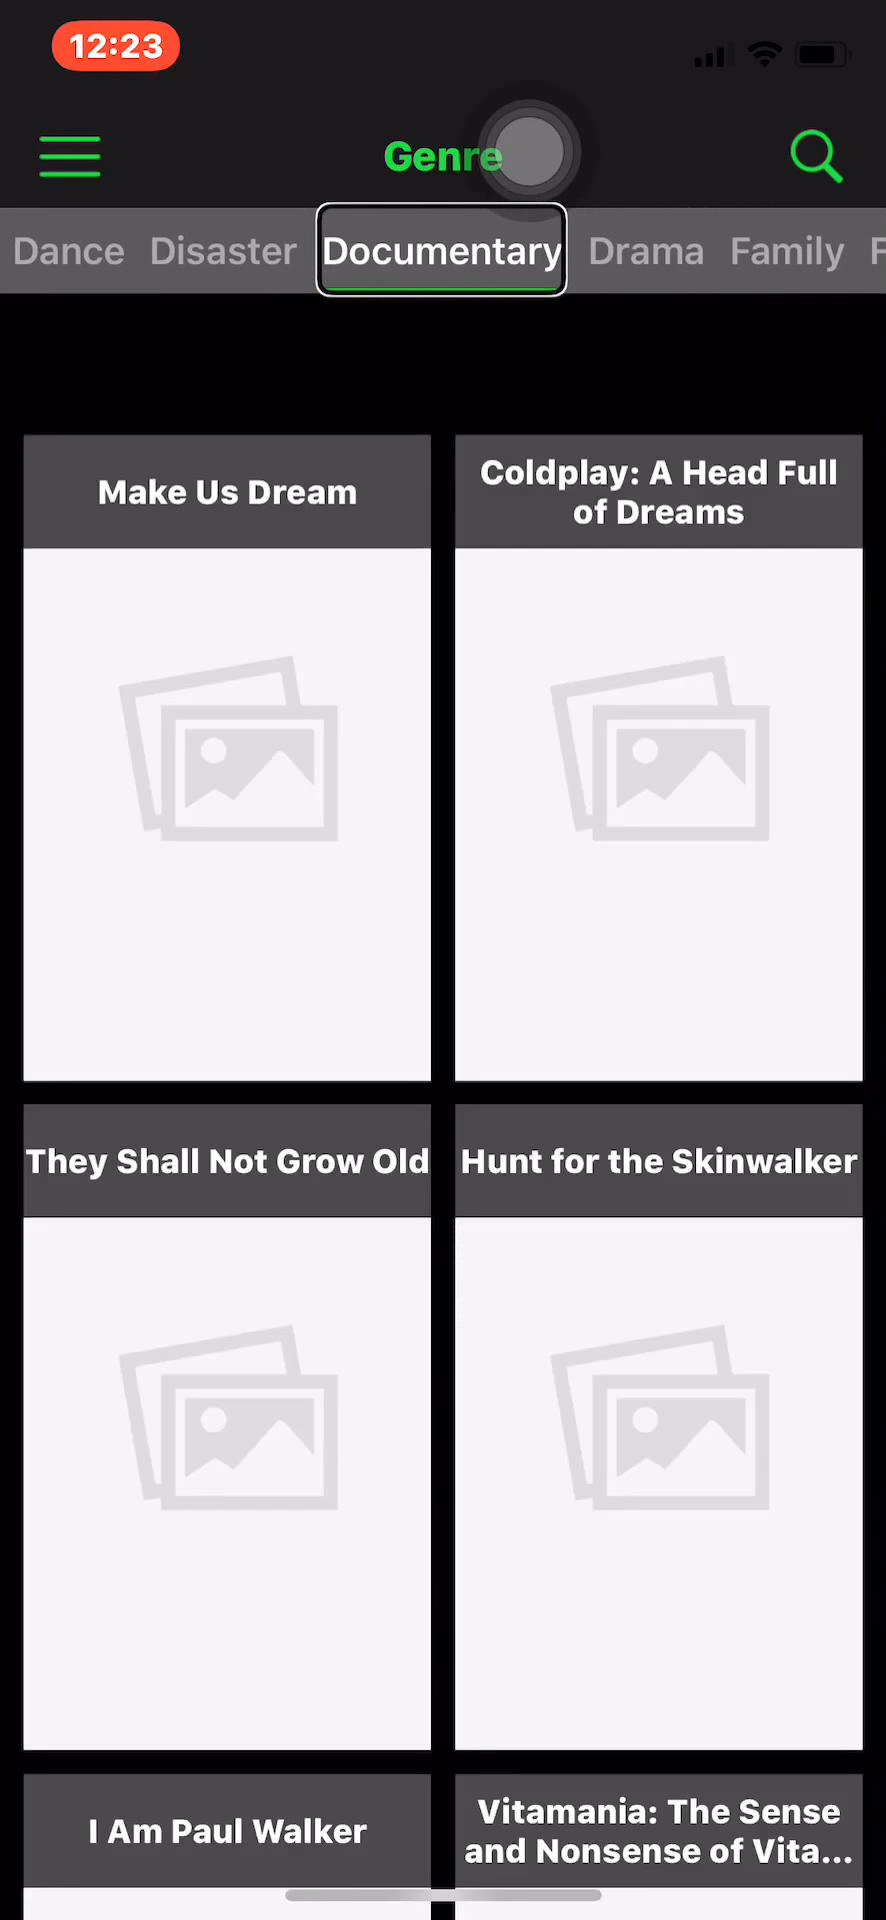 12:23
Genre
Dance Disaster Documentary Drama Family F
Make Us Dream
Coldplay: A Head Full
of Dreams
They Shall Not Grow Old
Hunt for the Skinwalker
I Am Paul Walker
Vitamania: The Sense
and Nonsense of Vita...